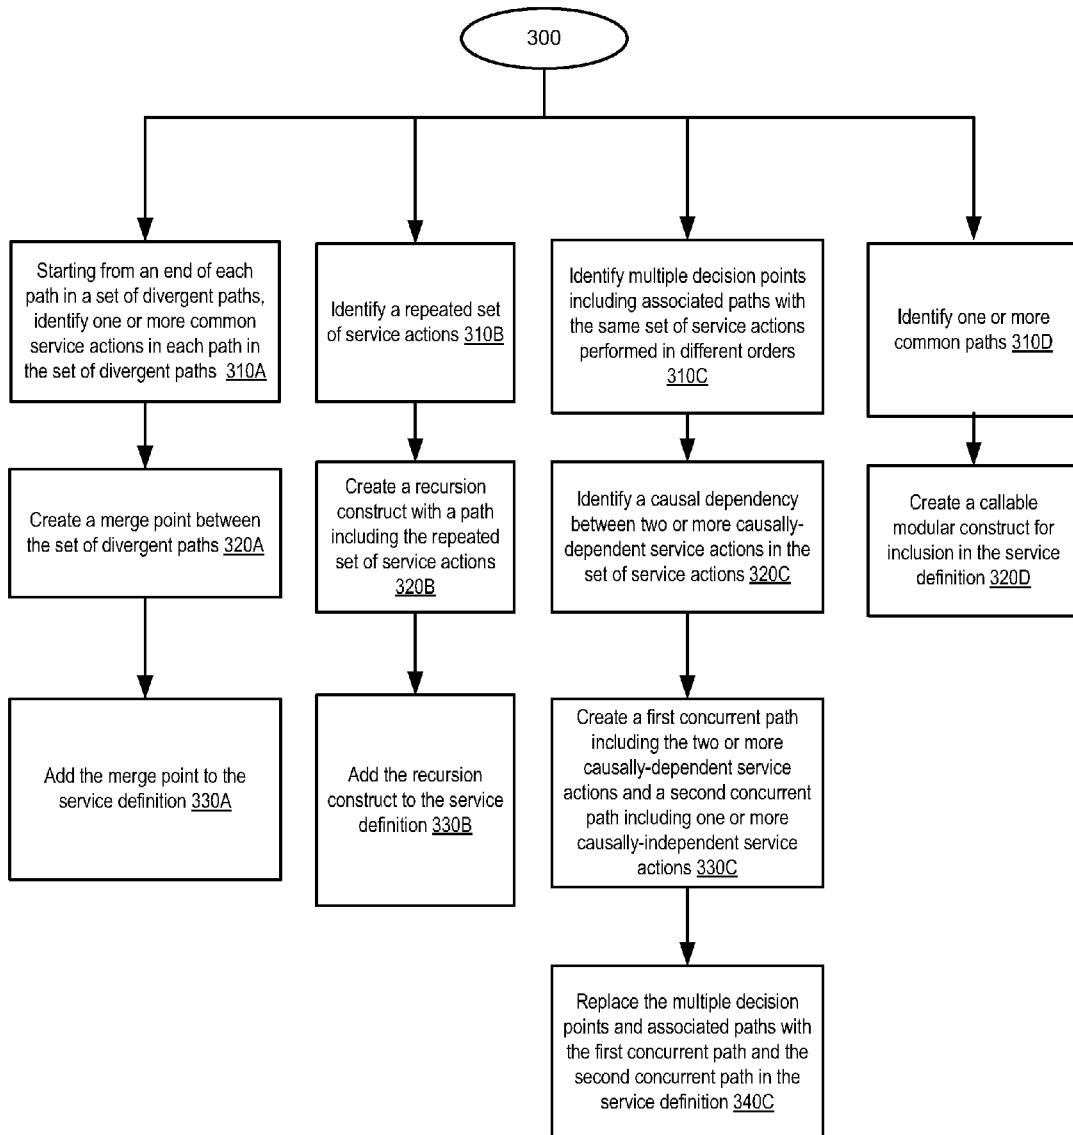 300
Starting from an end of each
path in a set of divergent paths,
identify one or more common
service actions in each path in
the set of divergent paths 310A
Identify a repeated set
of service actions 310B
Identify multiple decision points
including associated paths with
the same set of service actions
performed in different orders
310C
Identify one or more
common paths 310D
Create a merge point between
the set of divergent paths 320A
Create a recursion
construct with a path
including the repeated
set of service actions
320B
Identify a causal dependency
between two or more causally-
dependent service actions in the
set of service actions 320C
Create a callable
modular construct for
inclusion in the service
definition 320D
Add the merge point to the
service definition 330A
Add the recursion
construct to the service
definition 330B
Create a first concurrent path
including the two or more
causally-dependent service
actions and a second concurrent
path including one or more
causally-independent service
actions 330C
Replace the multiple decision
points and associated paths with
the first concurrent path and the
second concurrent path in the
service definition 340C